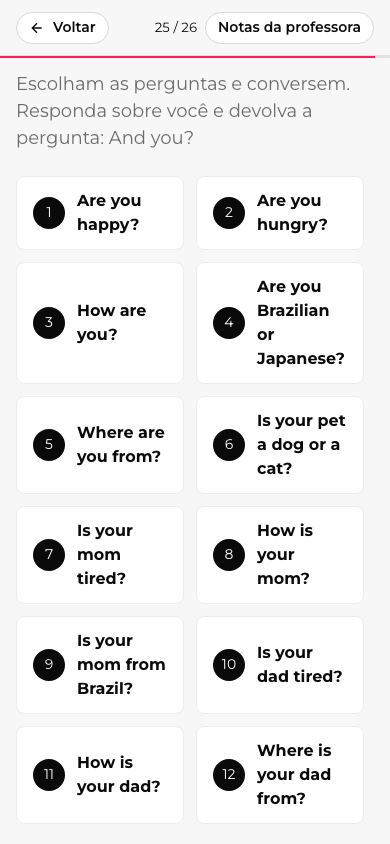 Voltar
25 / 26
Notas da professora
Escolham as perguntas e conversem.
Responda sobre você e devolva a
pergunta: And you?
1
Are you
happy?
2
Are you
hungry?
3
How are
you?
4
Are you
Brazilian
or
Japanese?
5
Where are
you from?
6
Is your pet
a dog or a
cat?
7
Is your
mom
tired?
8
How is
your
mom?
9
Is your
mom from
Brazil?
10
Is your
dad tired?
11
How is
your dad?
12
Where is
your dad
from?